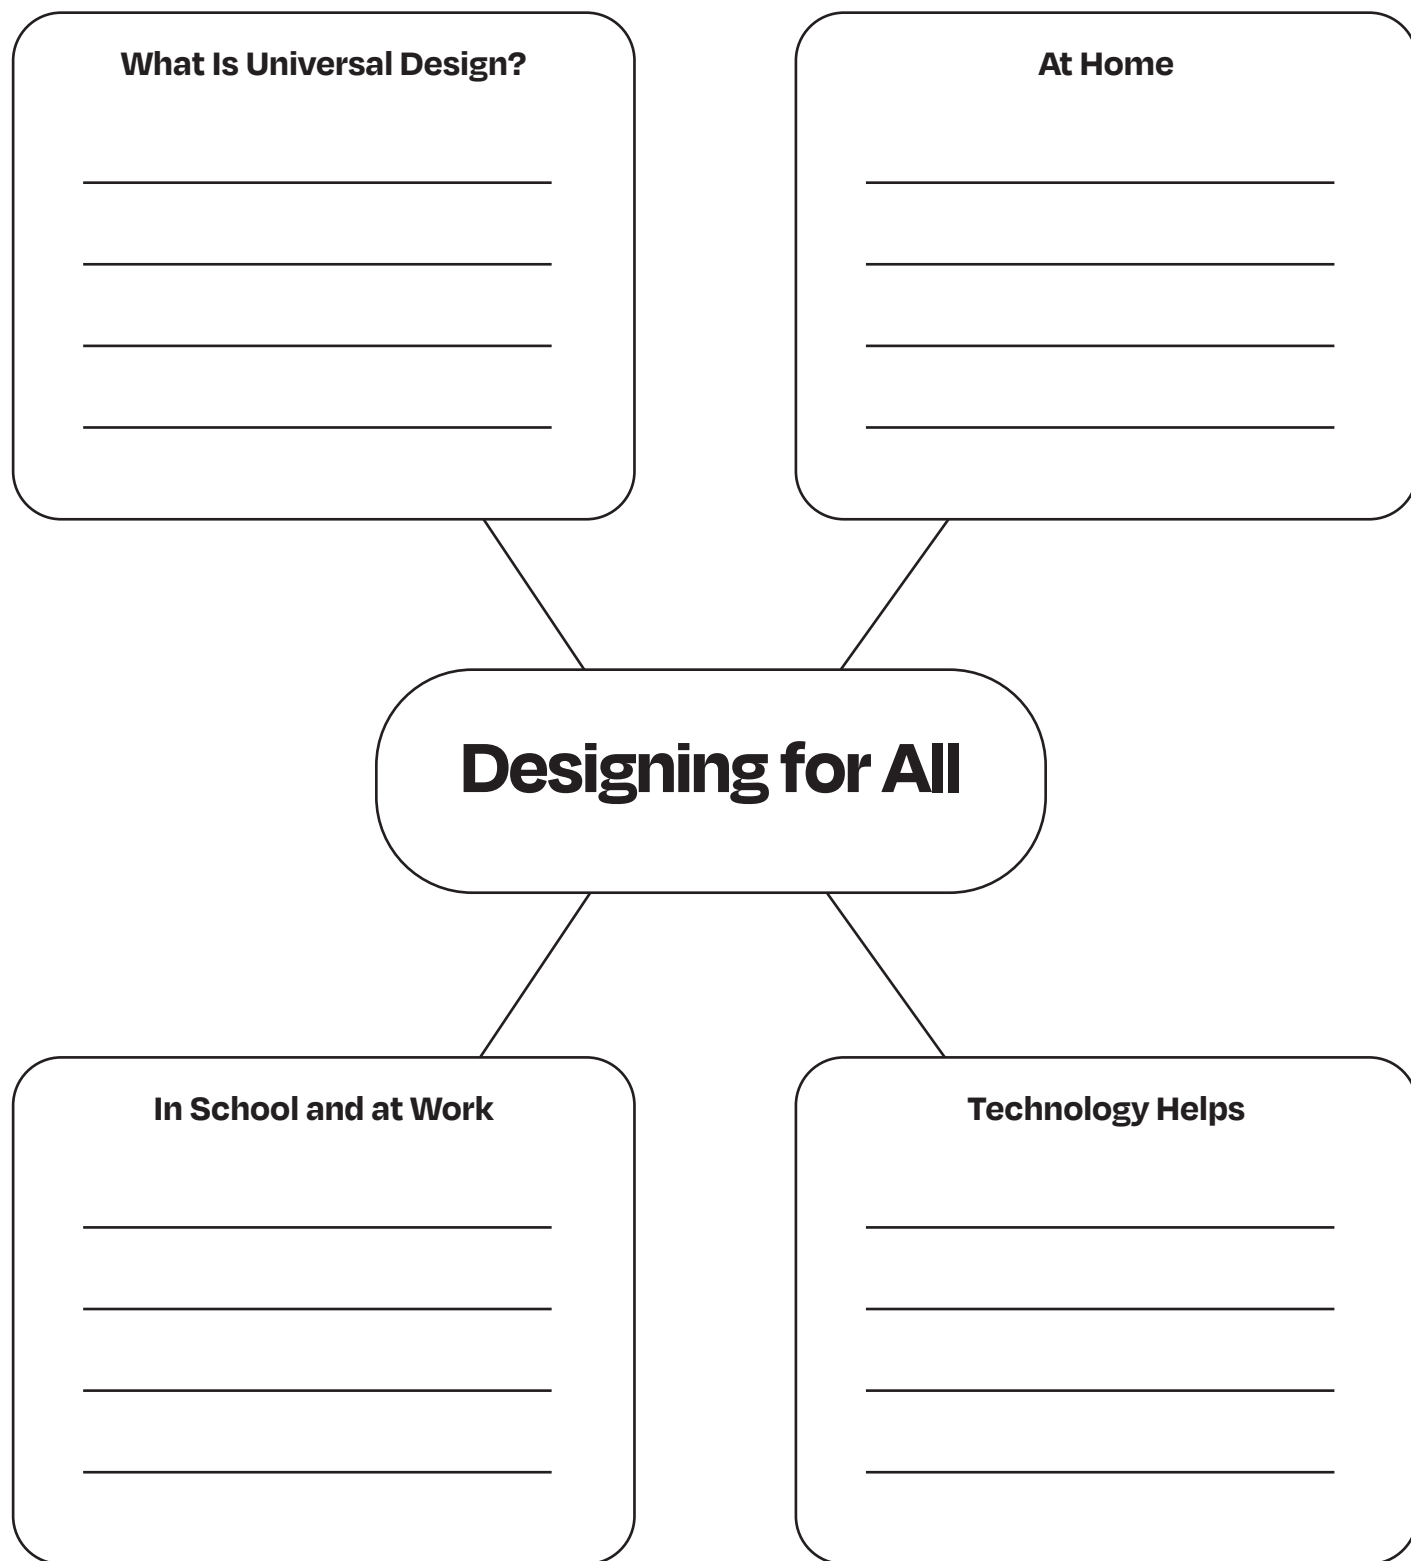 What Is Universal Design?
At Home
Designing for All
In School and at Work
Technology Helps